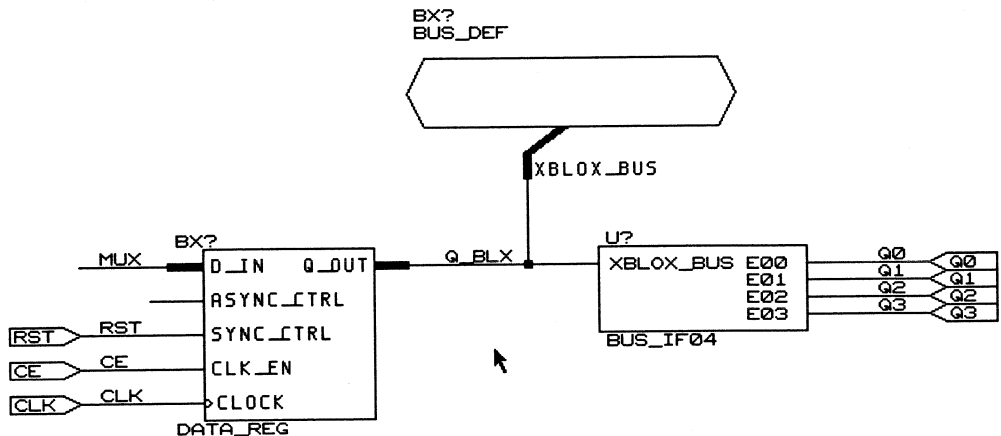 BX?
BUS_DEF
XBLOX_BUS
BX?
MUX
D_IN
Q_OUT
Q_BLX
ASYNC_CTRL
RST
RST
SYNC_CTRL
CE
CE
CLK_EN
CLK
CLK
CLOCK
DATA_REG
U?
XBLOX_BUS
E00
Q0
Q0
E01
Q1
Q1
E02
Q2
Q2
E03
Q3
Q3
BUS_IF04